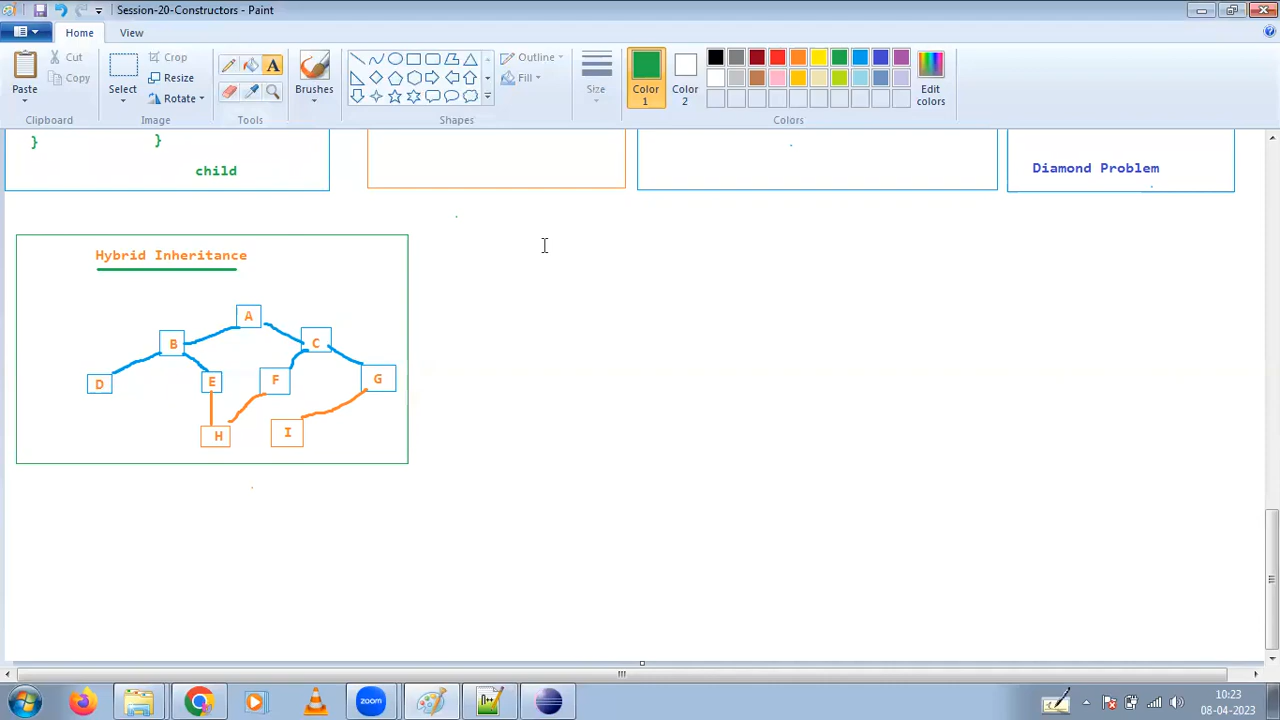 Session-20-Constructors - Paint
Home
View
Paste
Cut
Copy
Clipboard
Select
Crop
Resize
Rotate
Image
Tools
Brushes
Shapes
Outline
Fill
Size
Color
1
Color
2
Edit
colors
Colors
}
}
child
Diamond Problem
Hybrid Inheritance
A
B
C
D
E
F
G
H
I
zoom
10:23
08-04-2023